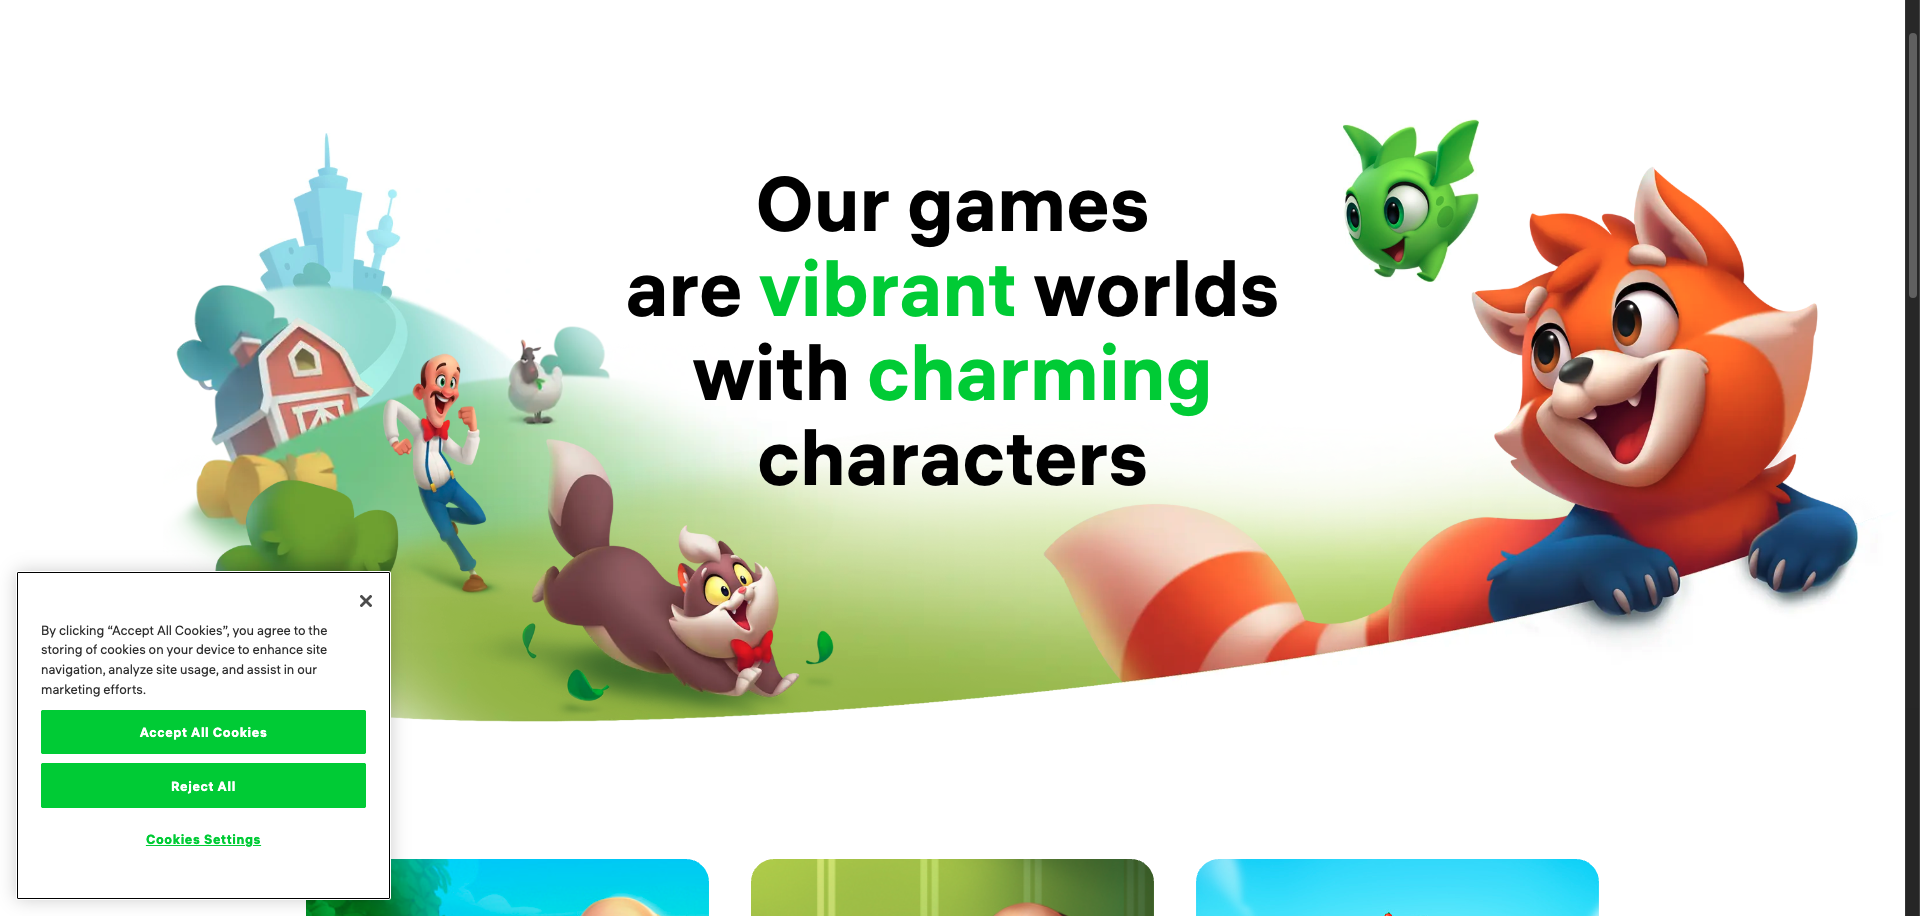 Our games
are vibrant worlds
with charming
characters
By clicking “Accept All Cookies”, you agree to the
storing of cookies on your device to enhance site
navigation, analyze site usage, and assist in our
marketing efforts.
Accept All Cookies
Reject All
Cookies Settings